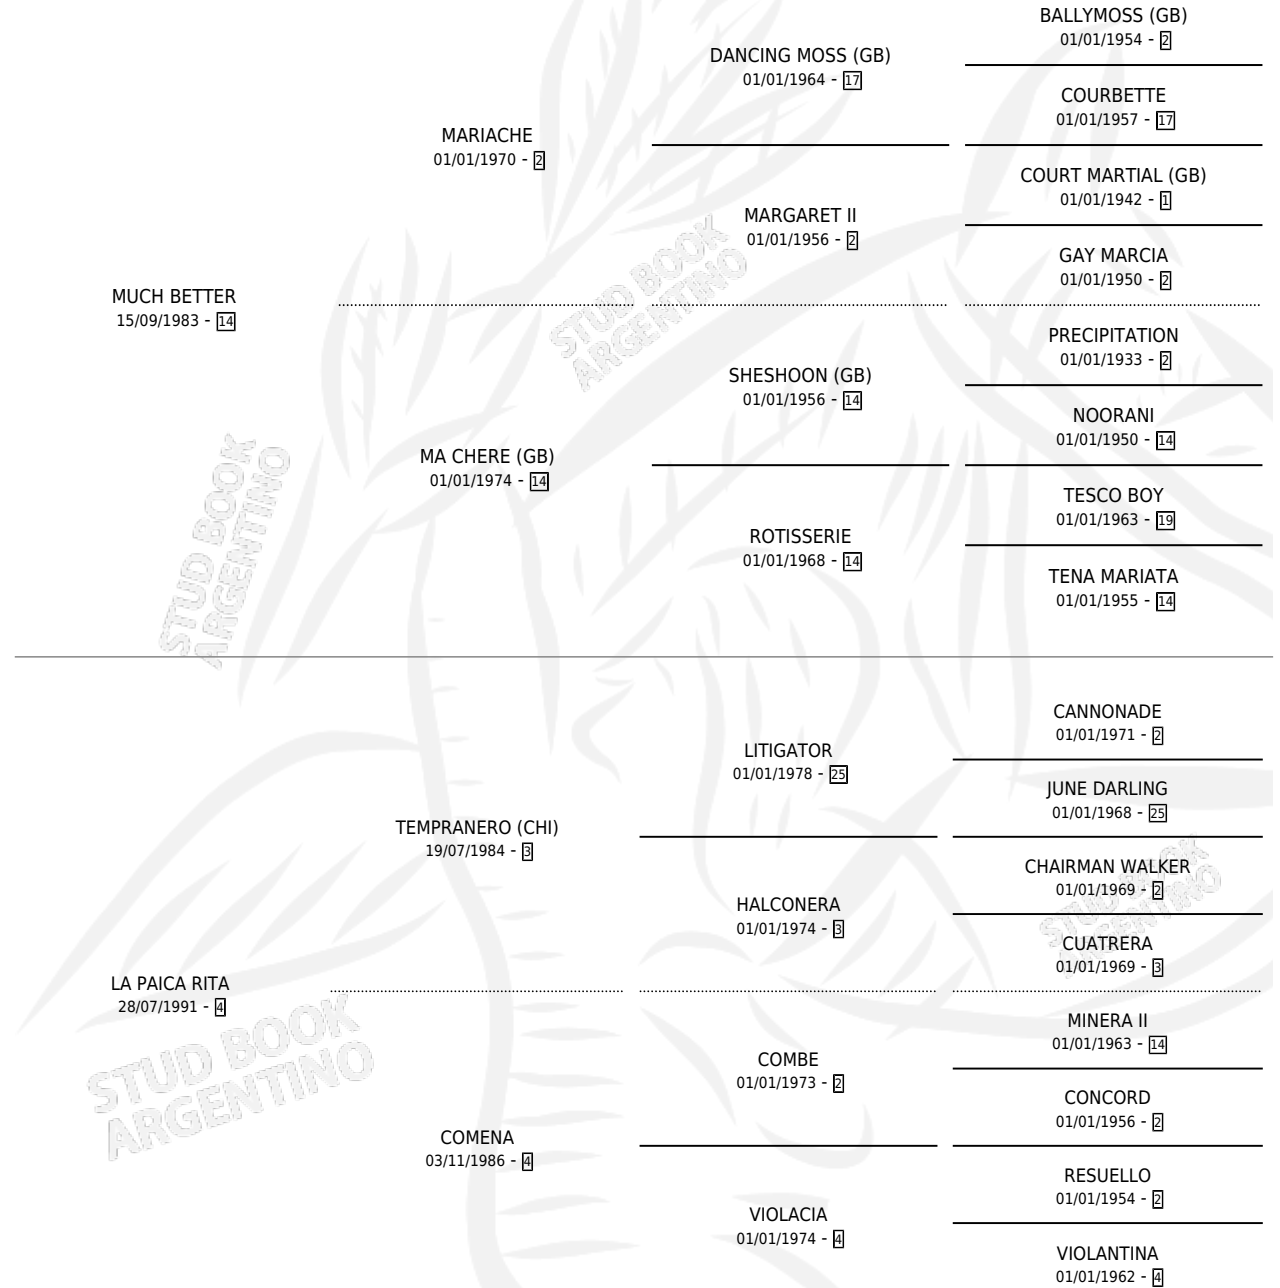 BALLYMOSS (GB)
01/01/1954 - 2
DANCING MOSS (GB)
01/01/1964 - 17
COURBETTE
01/01/1957 - 17
MARIACHE
01/01/1970 - 2
COURT MARTIAL (GB)
01/01/1942 - 1
MARGARET II
01/01/1956 - 2
GAY MARCIA
01/01/1950 - 2
MUCH BETTER
15/09/1983 - 14
PRECIPITATION
01/01/1933 - 2
SHESHOON (GB)
01/01/1956 - 14
NOORANI
01/01/1950 - 14
MA CHERE (GB)
01/01/1974 - 14
TESCO BOY
01/01/1963 - 19
ROTISSERIE
01/01/1968 - 14
TENA MARIATA
01/01/1955 - 14
CANNONADE
01/01/1971 - 2
LITIGATOR
01/01/1978 - 25
JUNE DARLING
01/01/1968 - 25
TEMPRANERO (CHI)
19/07/1984 - 3
CHAIRMAN WALKER
01/01/1969 - 2
HALCONERA
01/01/1974 - 3
CUATRERA
01/01/1969 - 3
LA PAICA RITA
28/07/1991 - 4
MINERA II
01/01/1963 - 14
COMBE
01/01/1973 - 2
CONCORD
01/01/1956 - 2
COMENA
03/11/1986 - 4
RESUELLO
01/01/1954 - 2
VIOLACIA
01/01/1974 - 4
VIOLANTINA
01/01/1962 - 4
STUD BOOK
ARGENTINO
STUD BOOK
ARGENTINO
STUD BOOK
ARGENTINO
STUD BOOK
ARGENTINO